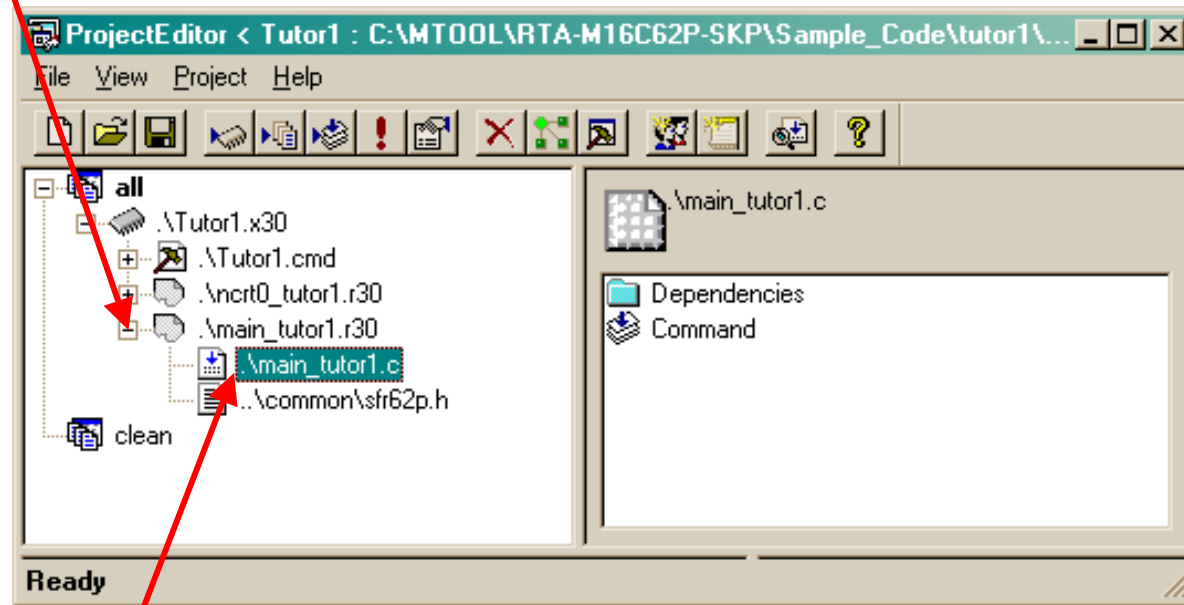 ProjectEditor < Tutor1 : C:\MTOOL\RTA-M16C62P-SKP\Sample_Code\tutor1\...
File View Project Help
all
.\Tutor1.x30
.\Tutor1.cmd
.\ncrt0_tutor1.r30
.\main_tutor1.r30
.\main_tutor1.c
..\common\sfr62p.h
clean
.\main_tutor1.c
Dependencies
Command
Ready